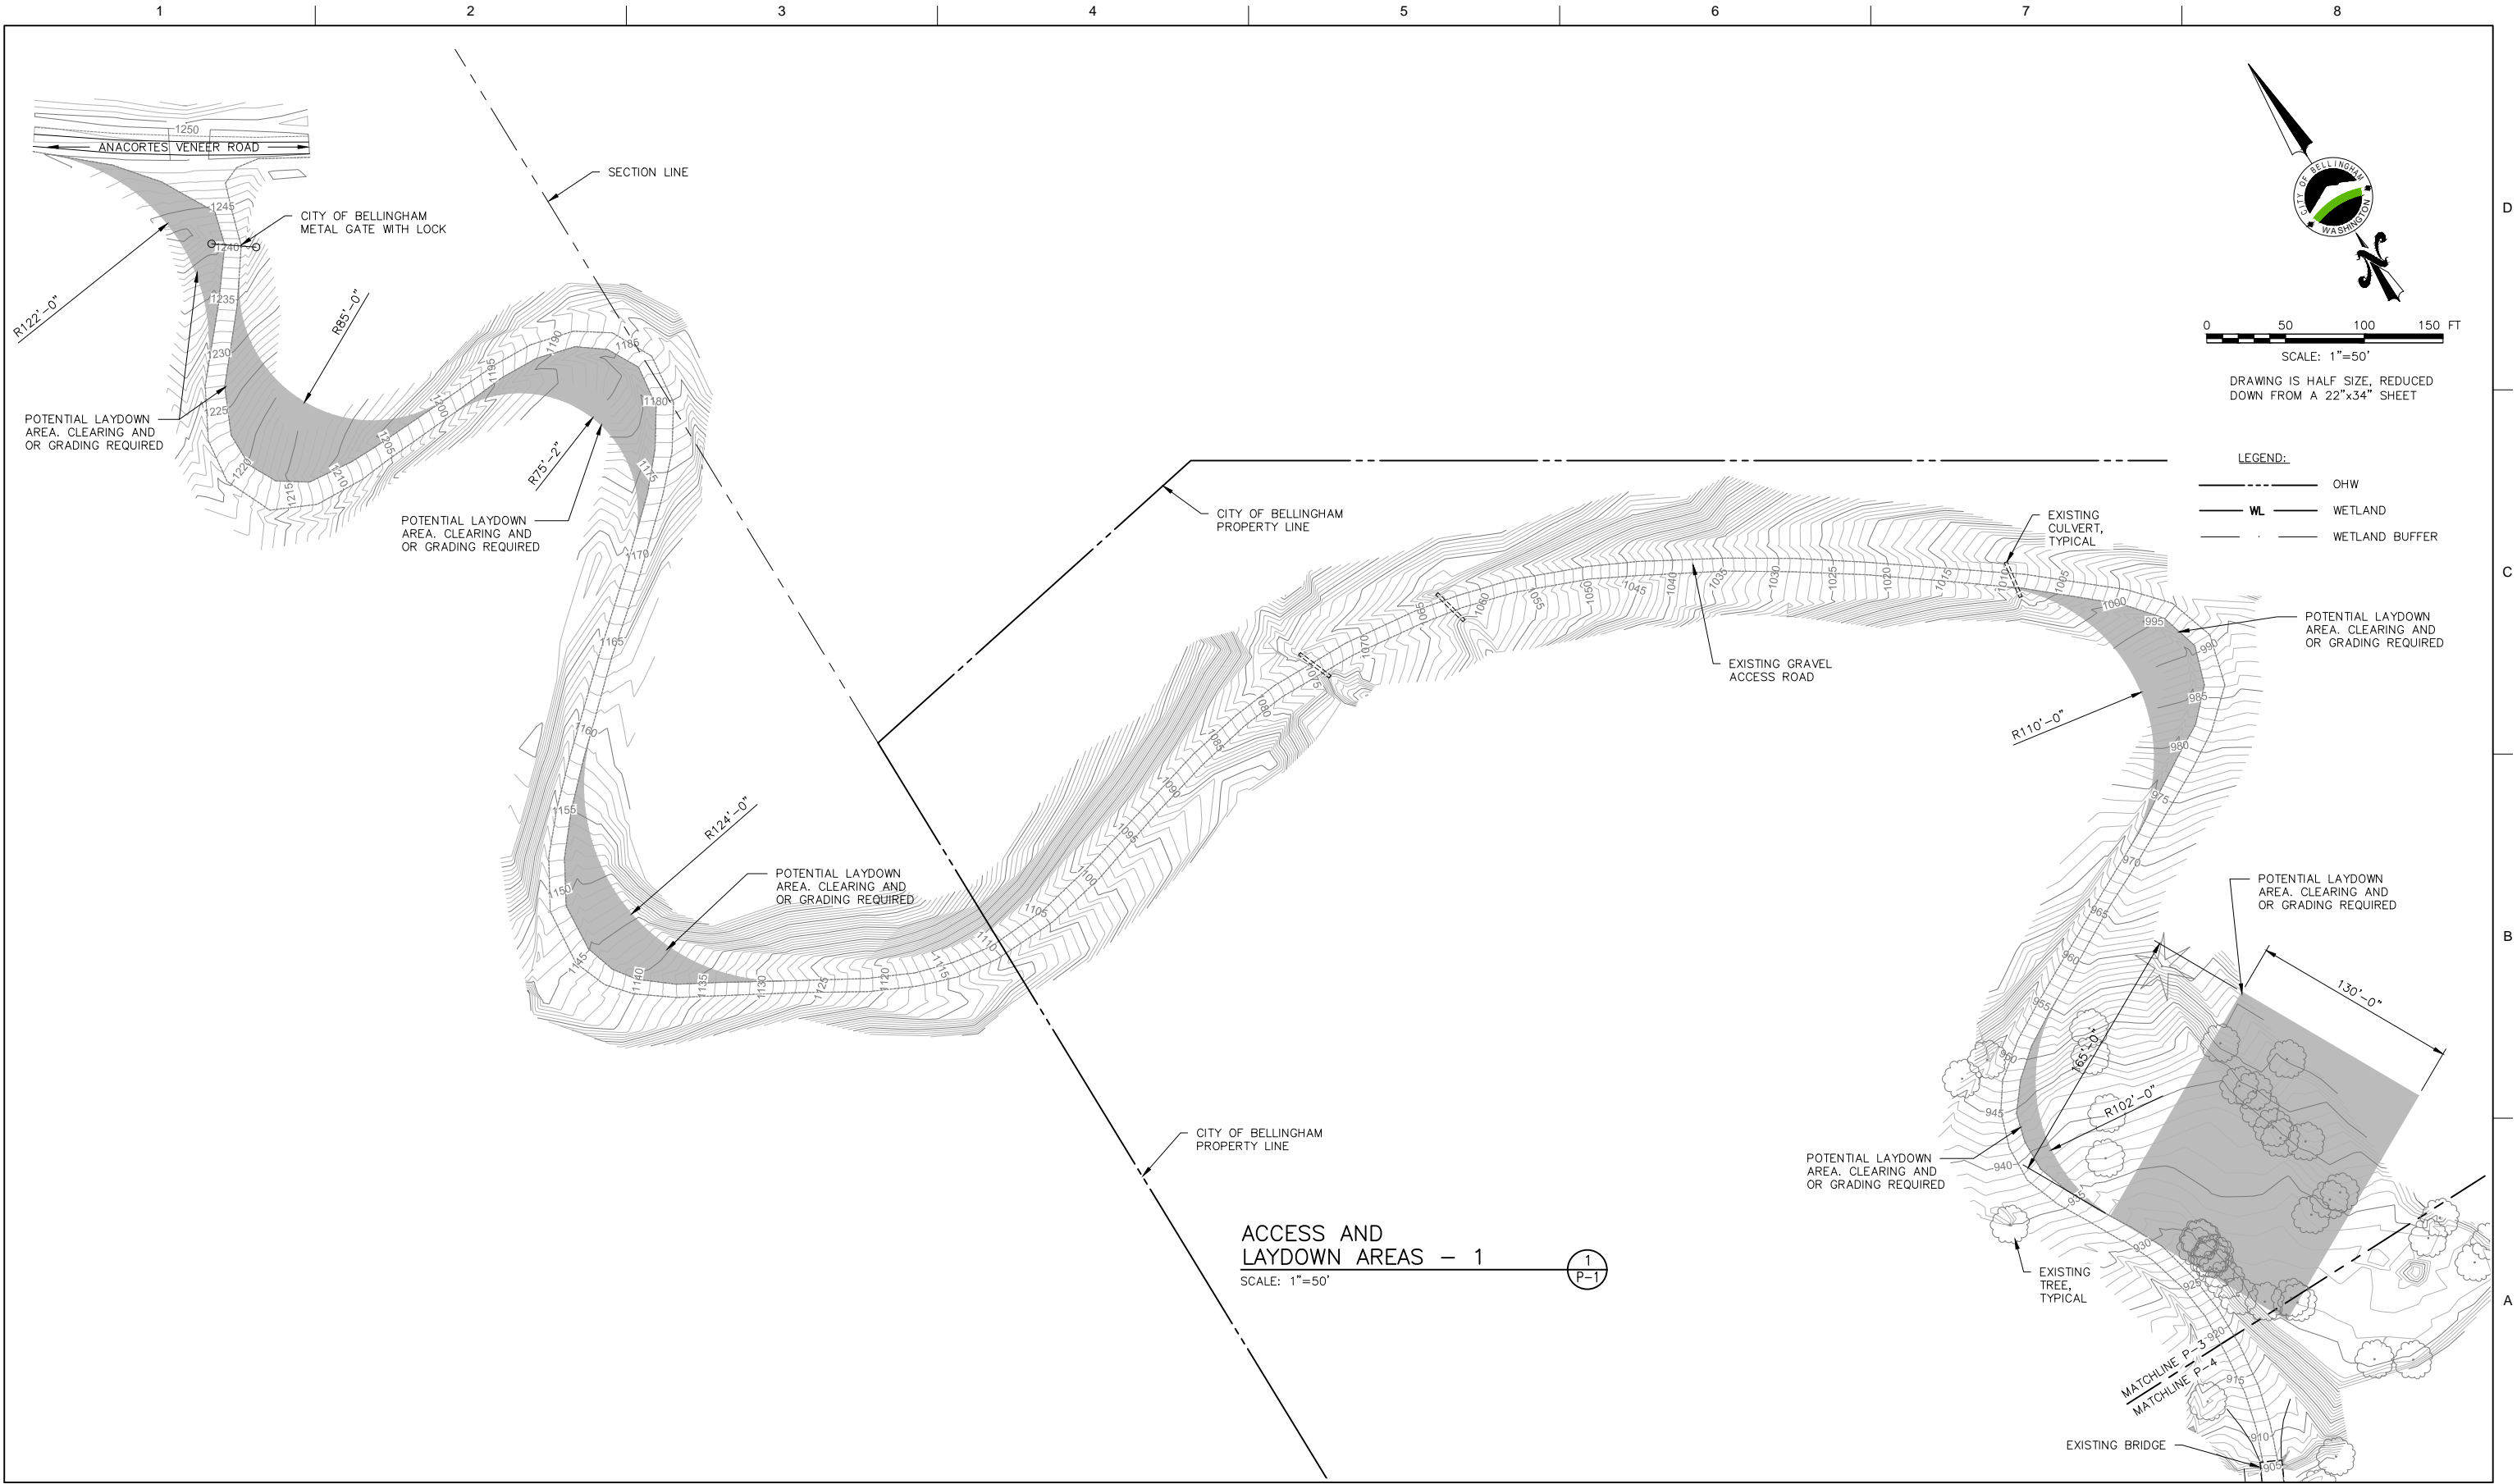 1
2
3
4
5
6
7
8
D
C
B
A
1250
ANACORTES VENEER ROAD
1245
CITY OF BELLINGHAM
METAL GATE WITH LOCK
1240
1235
R122'-0"
R85'-0"
1230
1225
POTENTIAL LAYDOWN
AREA. CLEARING AND
OR GRADING REQUIRED
1220
1215
1210
1205
1200
1195
1190
1185
1180
1175
R75'-2"
POTENTIAL LAYDOWN
AREA. CLEARING AND
OR GRADING REQUIRED
SECTION LINE
1170
1165
1160
1155
1150
1145
1140
1135
1130
1125
1120
1115
1110
1105
1100
1095
1090
1085
1080
1075
1070
1065
1060
1055
1050
1045
1040
1035
1030
1025
1020
1015
1010
1005
1000
995
990
985
980
975
970
965
960
955
950
945
940
935
930
925
920
915
910
905
R124'-0"
POTENTIAL LAYDOWN
AREA. CLEARING AND
OR GRADING REQUIRED
CITY OF BELLINGHAM
PROPERTY LINE
EXISTING GRAVEL
ACCESS ROAD
EXISTING
CULVERT,
TYPICAL
POTENTIAL LAYDOWN
AREA. CLEARING AND
OR GRADING REQUIRED
R110'-0"
POTENTIAL LAYDOWN
AREA. CLEARING AND
OR GRADING REQUIRED
130'-0"
165'-0"
R102'-0"
POTENTIAL LAYDOWN
AREA. CLEARING AND
OR GRADING REQUIRED
EXISTING
TREE,
TYPICAL
MATCHLINE P-3
MATCHLINE P-4
EXISTING BRIDGE
CITY OF BELLINGHAM
PROPERTY LINE
ACCESS AND
LAYDOWN AREAS - 1
SCALE: 1"=50'
1
P-1
CITY OF BELLINGHAM
WASHINGTON
N
0 50 100 150 FT
SCALE: 1"=50'
DRAWING IS HALF SIZE, REDUCED
DOWN FROM A 22"x34" SHEET
LEGEND:
OHW
WL WETLAND
WETLAND BUFFER